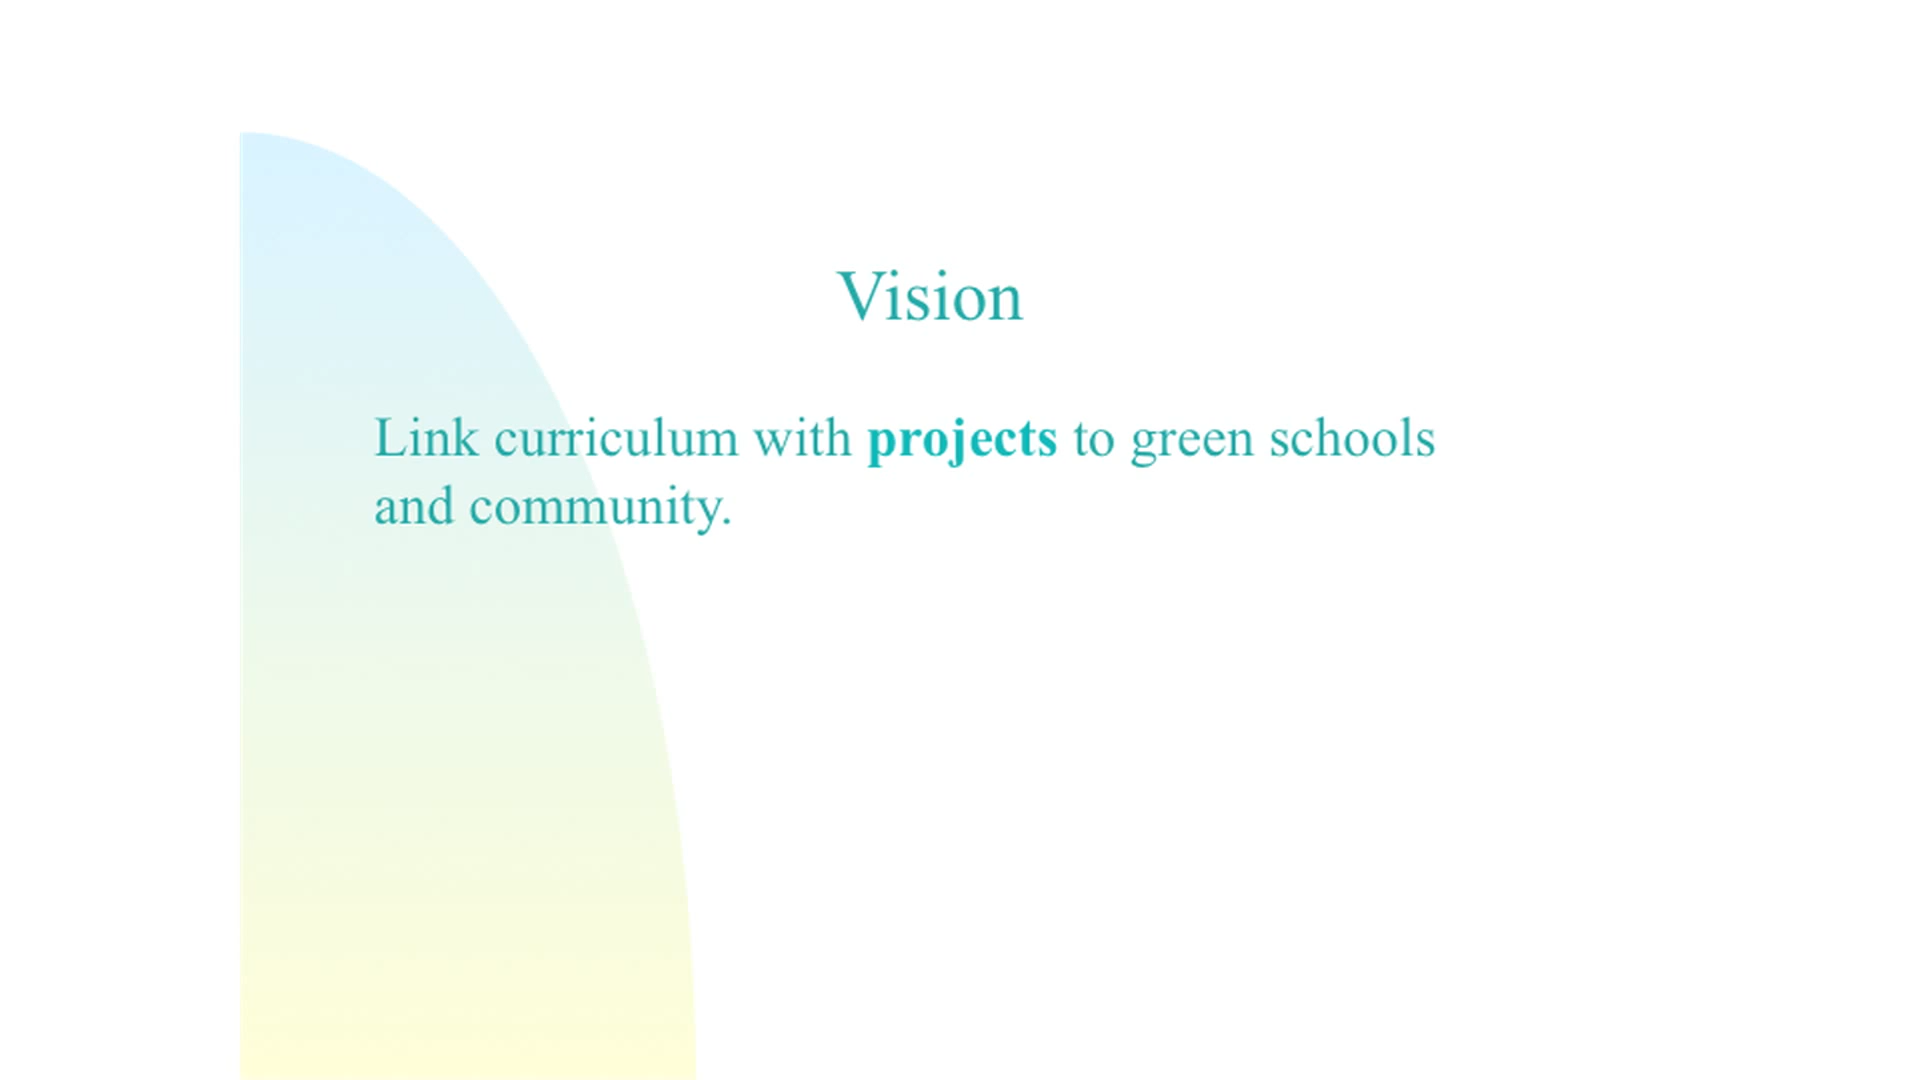 Vision
Link curriculum with projects to green schools
and community.